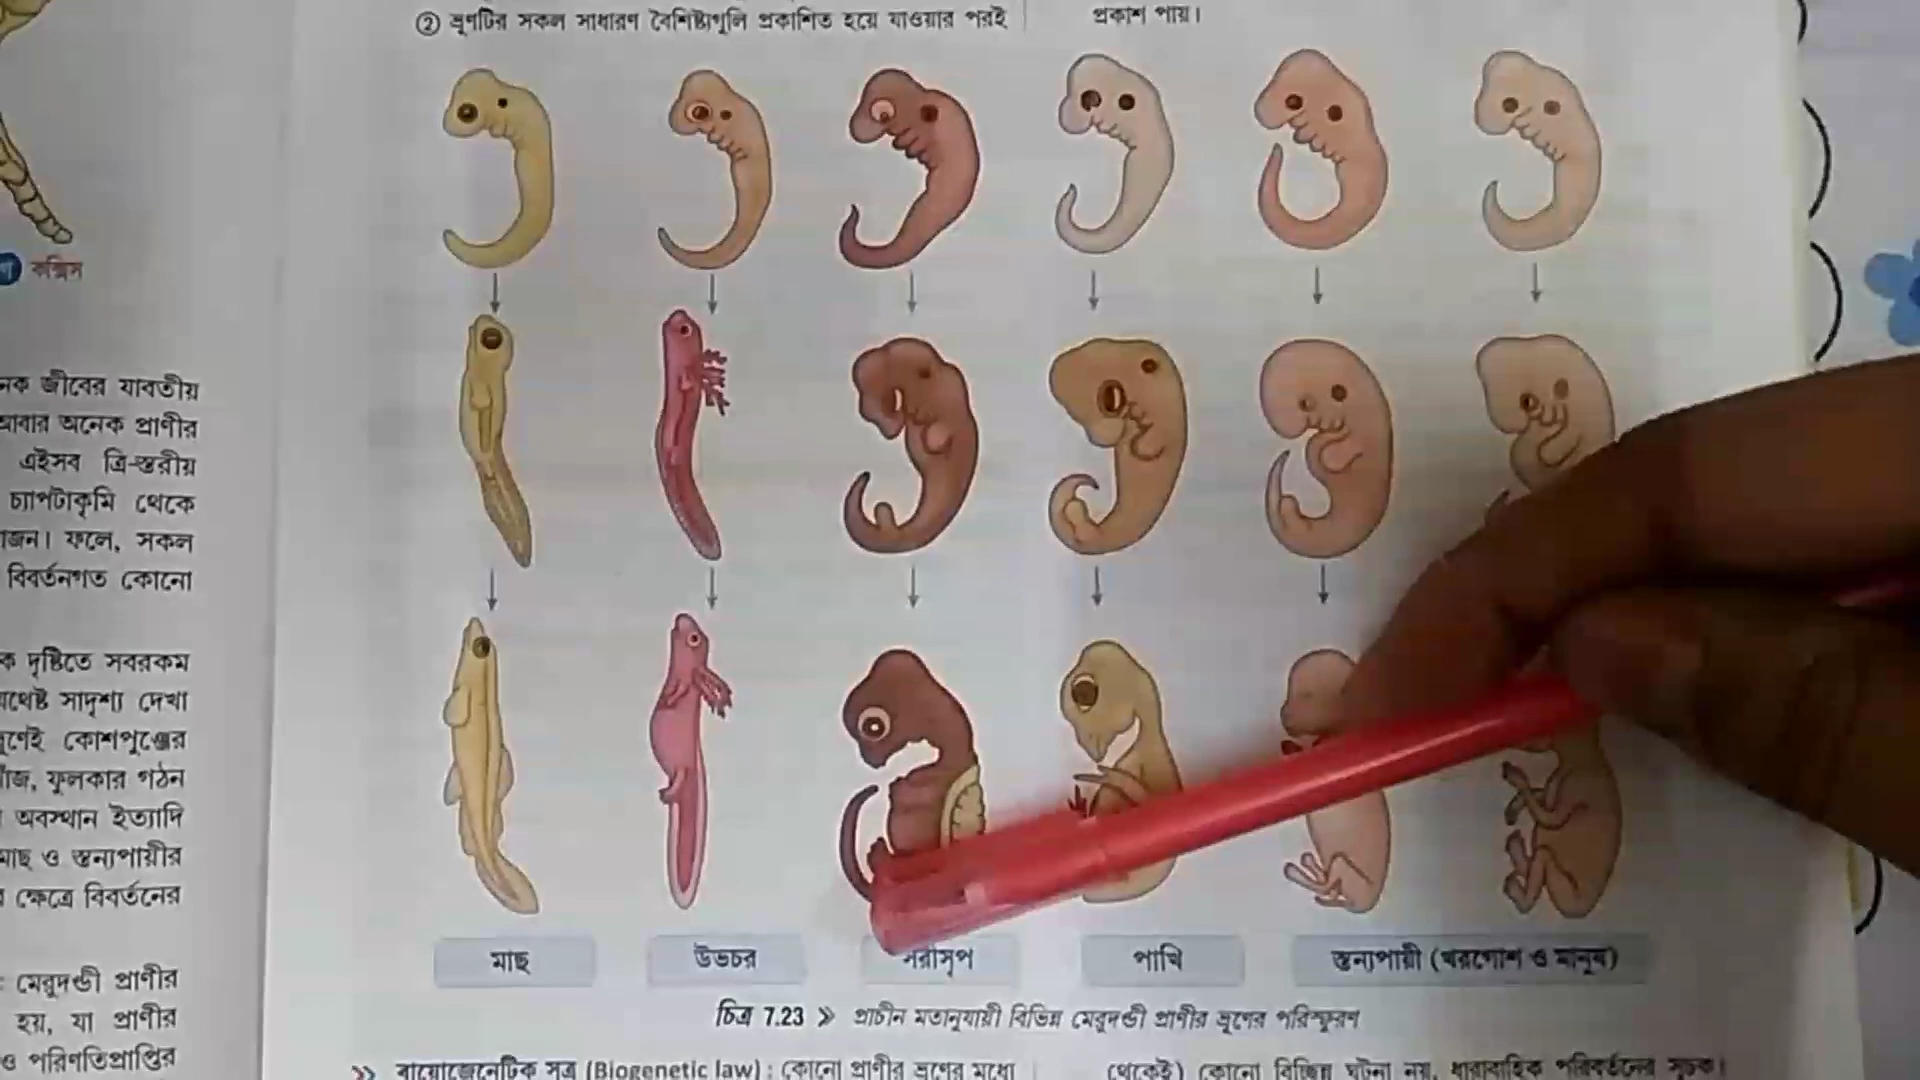 ② ভ্রূণটির সকল সাধারণ বৈশিষ্ট্যগুলি প্রকাশিত হয়ে যাওয়ার পরই
প্রকাশ পায়।
কক্সিস
জীবের যাবতীয়
আবার অনেক প্রাণীর
এইসব ত্রি-স্তরীয়
চ্যাপটাকৃমি থেকে
ফলে, সকল
বিবর্তনগত কোনো
দৃষ্টিতে সবরকম
যথেষ্ট সাদৃশ্য দেখা
কোশপুঞ্জের
ফুলকার গঠন
অবস্থান ইত্যাদি
মাছ ও স্তন্যপায়ীর
ক্ষেত্রে বিবর্তনের
মেরুদণ্ডী প্রাণীর
হয়, যা প্রাণীর
ও পরিণতিপ্রাপ্তির
মাছ
উভচর
সরীসৃপ
পাখি
স্তন্যপায়ী (খরগোশ ও মানুষ)
চিত্র 7.23 » প্রাচীন মতানুযায়ী বিভিন্ন মেরুদণ্ডী প্রাণীর ভ্রূণের পরিস্ফুরণ
» বায়োজেনেটিক সূত্র (Biogenetic law) : কোনো প্রাণীর ভ্রূণের মধ্যে
থেকেই) কোনো বিচ্ছিন্ন ঘটনা নয়, ধারাবাহিক পরিবর্তনের সূচক।